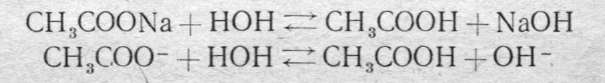 CH₃COONa + HOH ⇄ CH₃COOH + NaOH
CH₃COO⁻ + HOH ⇄ CH₃COOH + OH⁻.